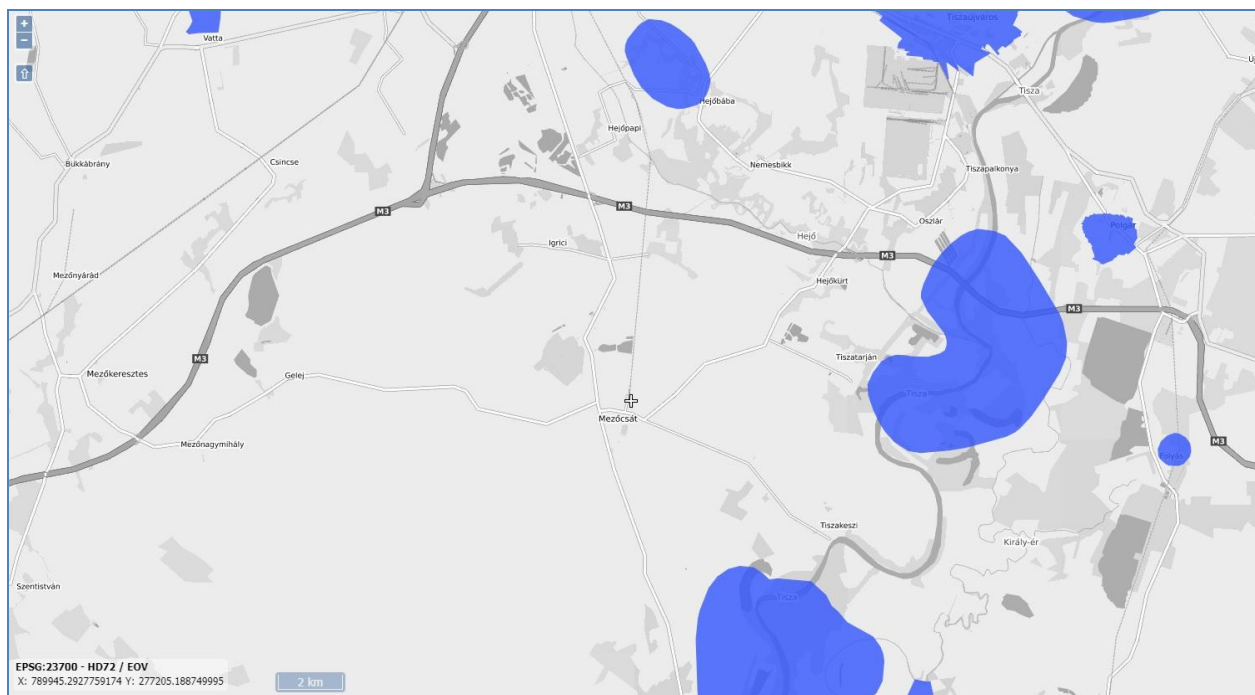 +
Tiszaújváros
−
Vatta
Tisza
Hejőbába
Hejőpapi
Bükkábrány
Csincse
Nemesbikk
Tiszapalkonya
M3
M3
Oszlár
Polgár
Hejő
Igrici
M3
Mezőnyárád
Hejőkürt
M3
M3
Tiszatarján
Mezőkeresztes
Gelej
Tisza
Mezőcsát
Mezőnagymihály
M3
Folyás
Tiszakeszi
Király-ér
Szentistván
Tisza
EPSG:23700 - HD72 / EOV
X: 789945.2927759174 Y: 277205.188749995
2 km